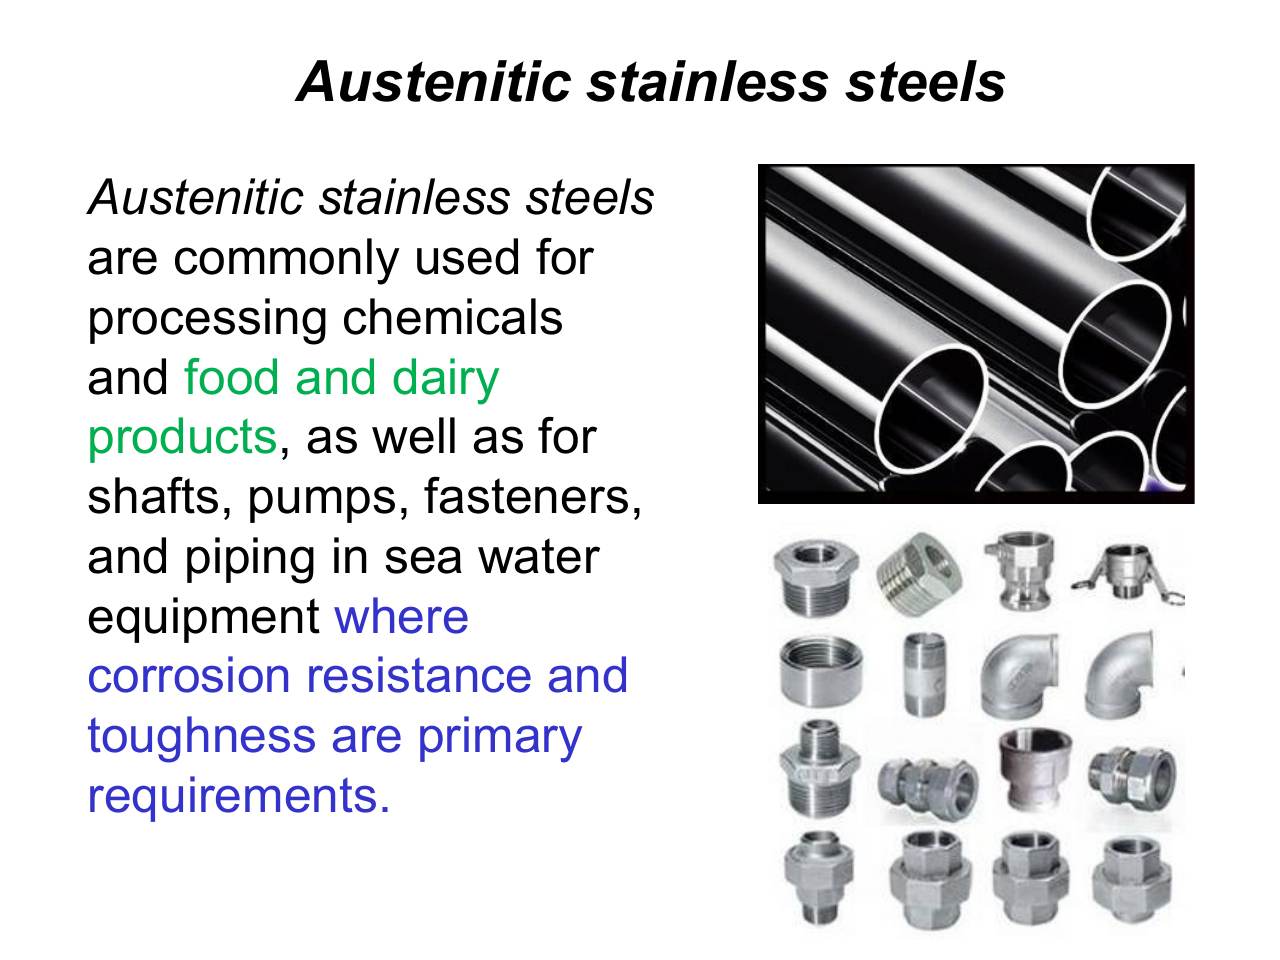 Austenitic stainless steels
Austenitic stainless steels
are commonly used for
processing chemicals
and food and dairy
products, as well as for
shafts, pumps, fasteners,
and piping in sea water
equipment where
corrosion resistance and
toughness are primary
requirements.